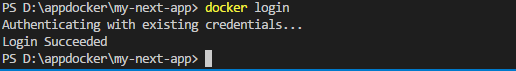 PS D:\appdocker\my-next-app> docker login
Authenticating with existing credentials...
Login Succeeded
PS D:\appdocker\my-next-app>